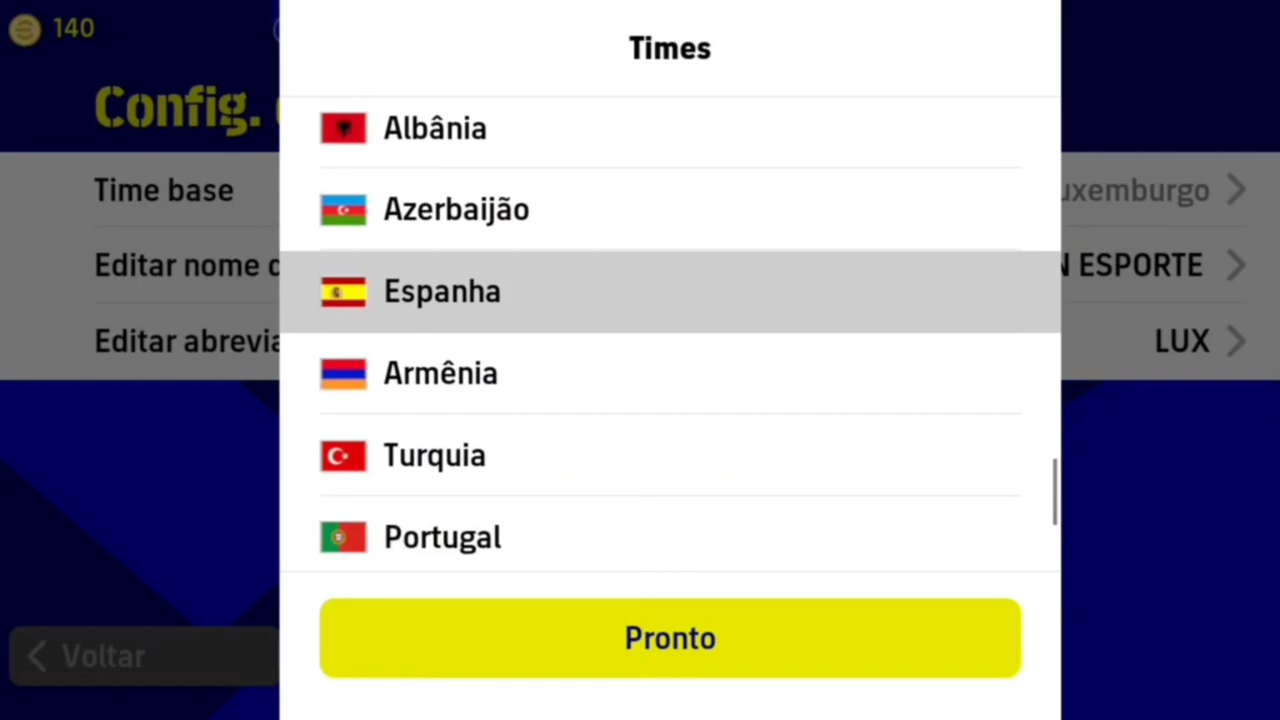 140
Times
Config.
Albânia
Time base
uxemburgo
Azerbaijão
Editar nome
N ESPORTE
Espanha
Editar abrevia
LUX
Armênia
Turquia
Portugal
Pronto
Voltar